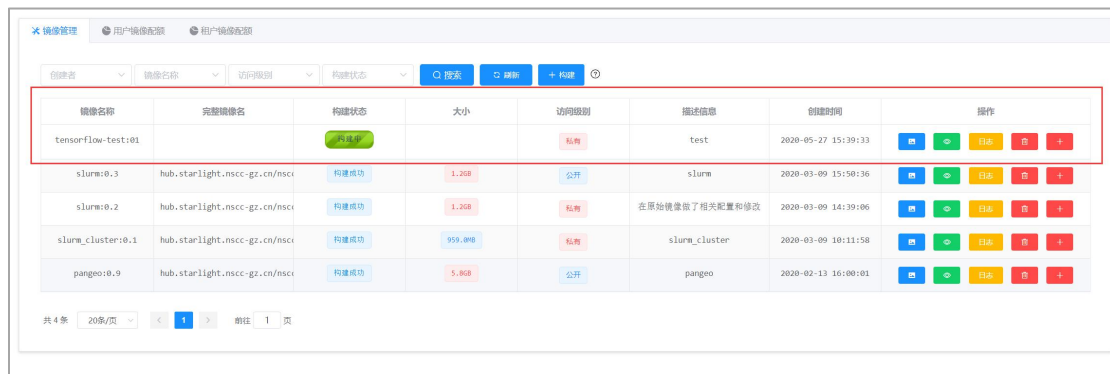 镜像管理 用户镜像配额 租户镜像配额
创建者 镜像名称 访问级别 构建状态 搜索 刷新 + 构建
镜像名称 完整镜像名 构建状态 大小 访问级别 描述信息 创建时间 操作
tensorflow-test:01 构建中 私有 test 2020-05-27 15:39:33 日志
slurm:0.3 hub.starlight.nscc-gz.cn/nscc 构建成功 1.2GB 公开 slurm 2020-03-09 15:50:36 日志
slurm:0.2 hub.starlight.nscc-gz.cn/nscc 构建成功 1.2GB 私有 在原始镜像做了相关配置和修改 2020-03-09 14:39:06 日志
slurm_cluster:0.1 hub.starlight.nscc-gz.cn/nscc 构建成功 959.0MB 私有 slurm_cluster 2020-03-09 10:11:58 日志
pangeo:0.9 hub.starlight.nscc-gz.cn/nscc 构建成功 5.8GB 公开 pangeo 2020-02-13 16:00:01 日志
共 4 条 20条/页 < 1 > 前往 1 页